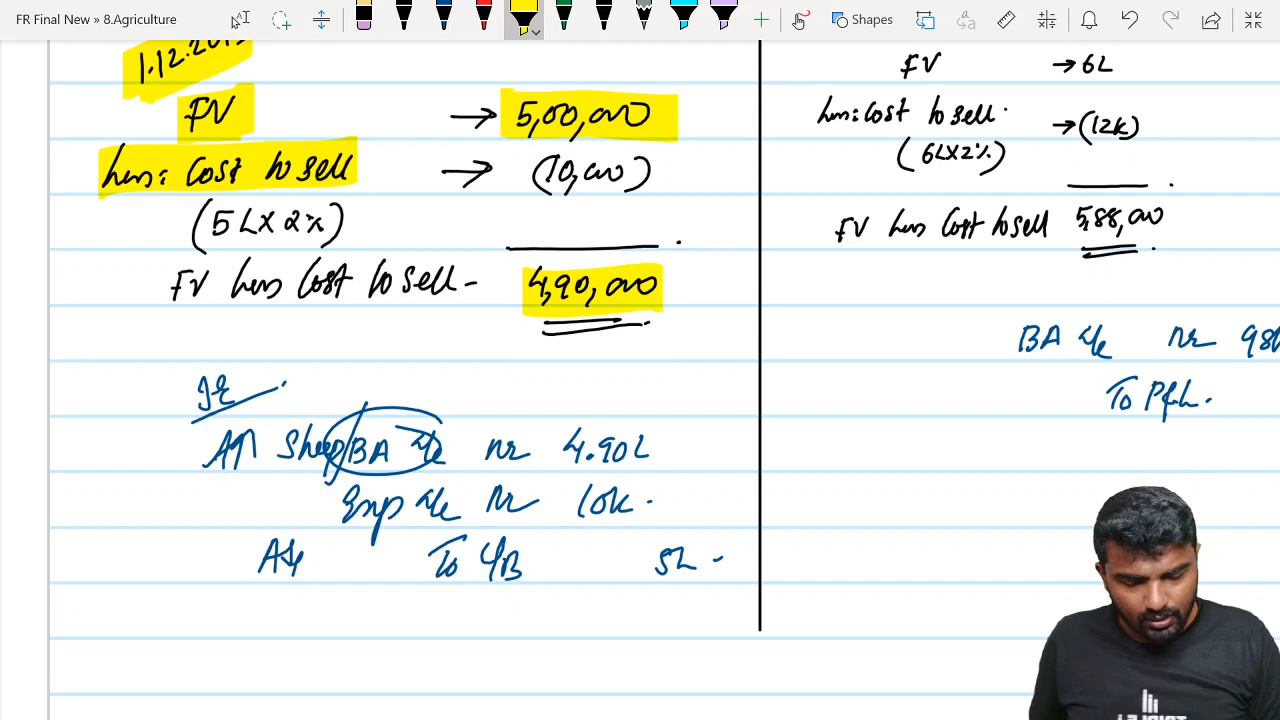 FR Final New » 8.Agriculture
Shapes
1.12.201
FV → 5,00,000
Less: Cost to sell → (10,000)
(5L X 2%)
FV less Cost to sell - 4,90,000
JE
A↑ Sheep/BA a/c Dr 4.90L
Exp a/c Dr 10k.
A↓ To C/B 5L -
FV → 6L
Less: Cost to sell. → (12k)
(6L X 2%)
FV less Cost to sell 5,88,000
BA a/c Dr 98k
To P&L.